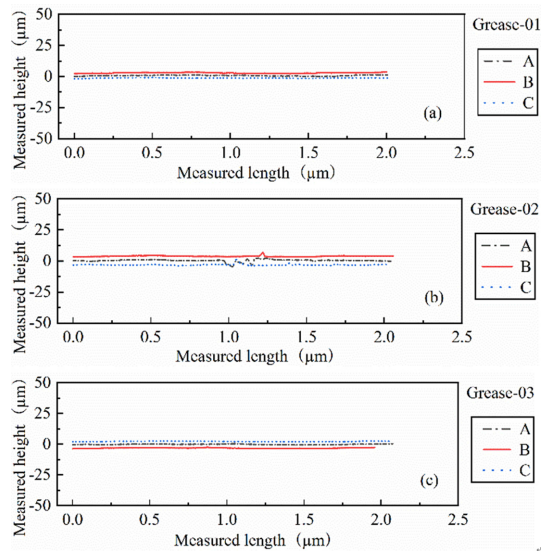 50
25
0
-25
-50
Measured height (μm)
0.0 0.5 1.0 1.5 2.0 2.5
Measured length (μm)
(a)
Grease-01
A
B
C
50
25
0
-25
-50
Measured height (μm)
0.0 0.5 1.0 1.5 2.0 2.5
Measured length (μm)
(b)
Grease-02
A
B
C
50
25
0
-25
-50
Measured height (μm)
0.0 0.5 1.0 1.5 2.0 2.5
Measured length (μm)
(c)
Grease-03
A
B
C